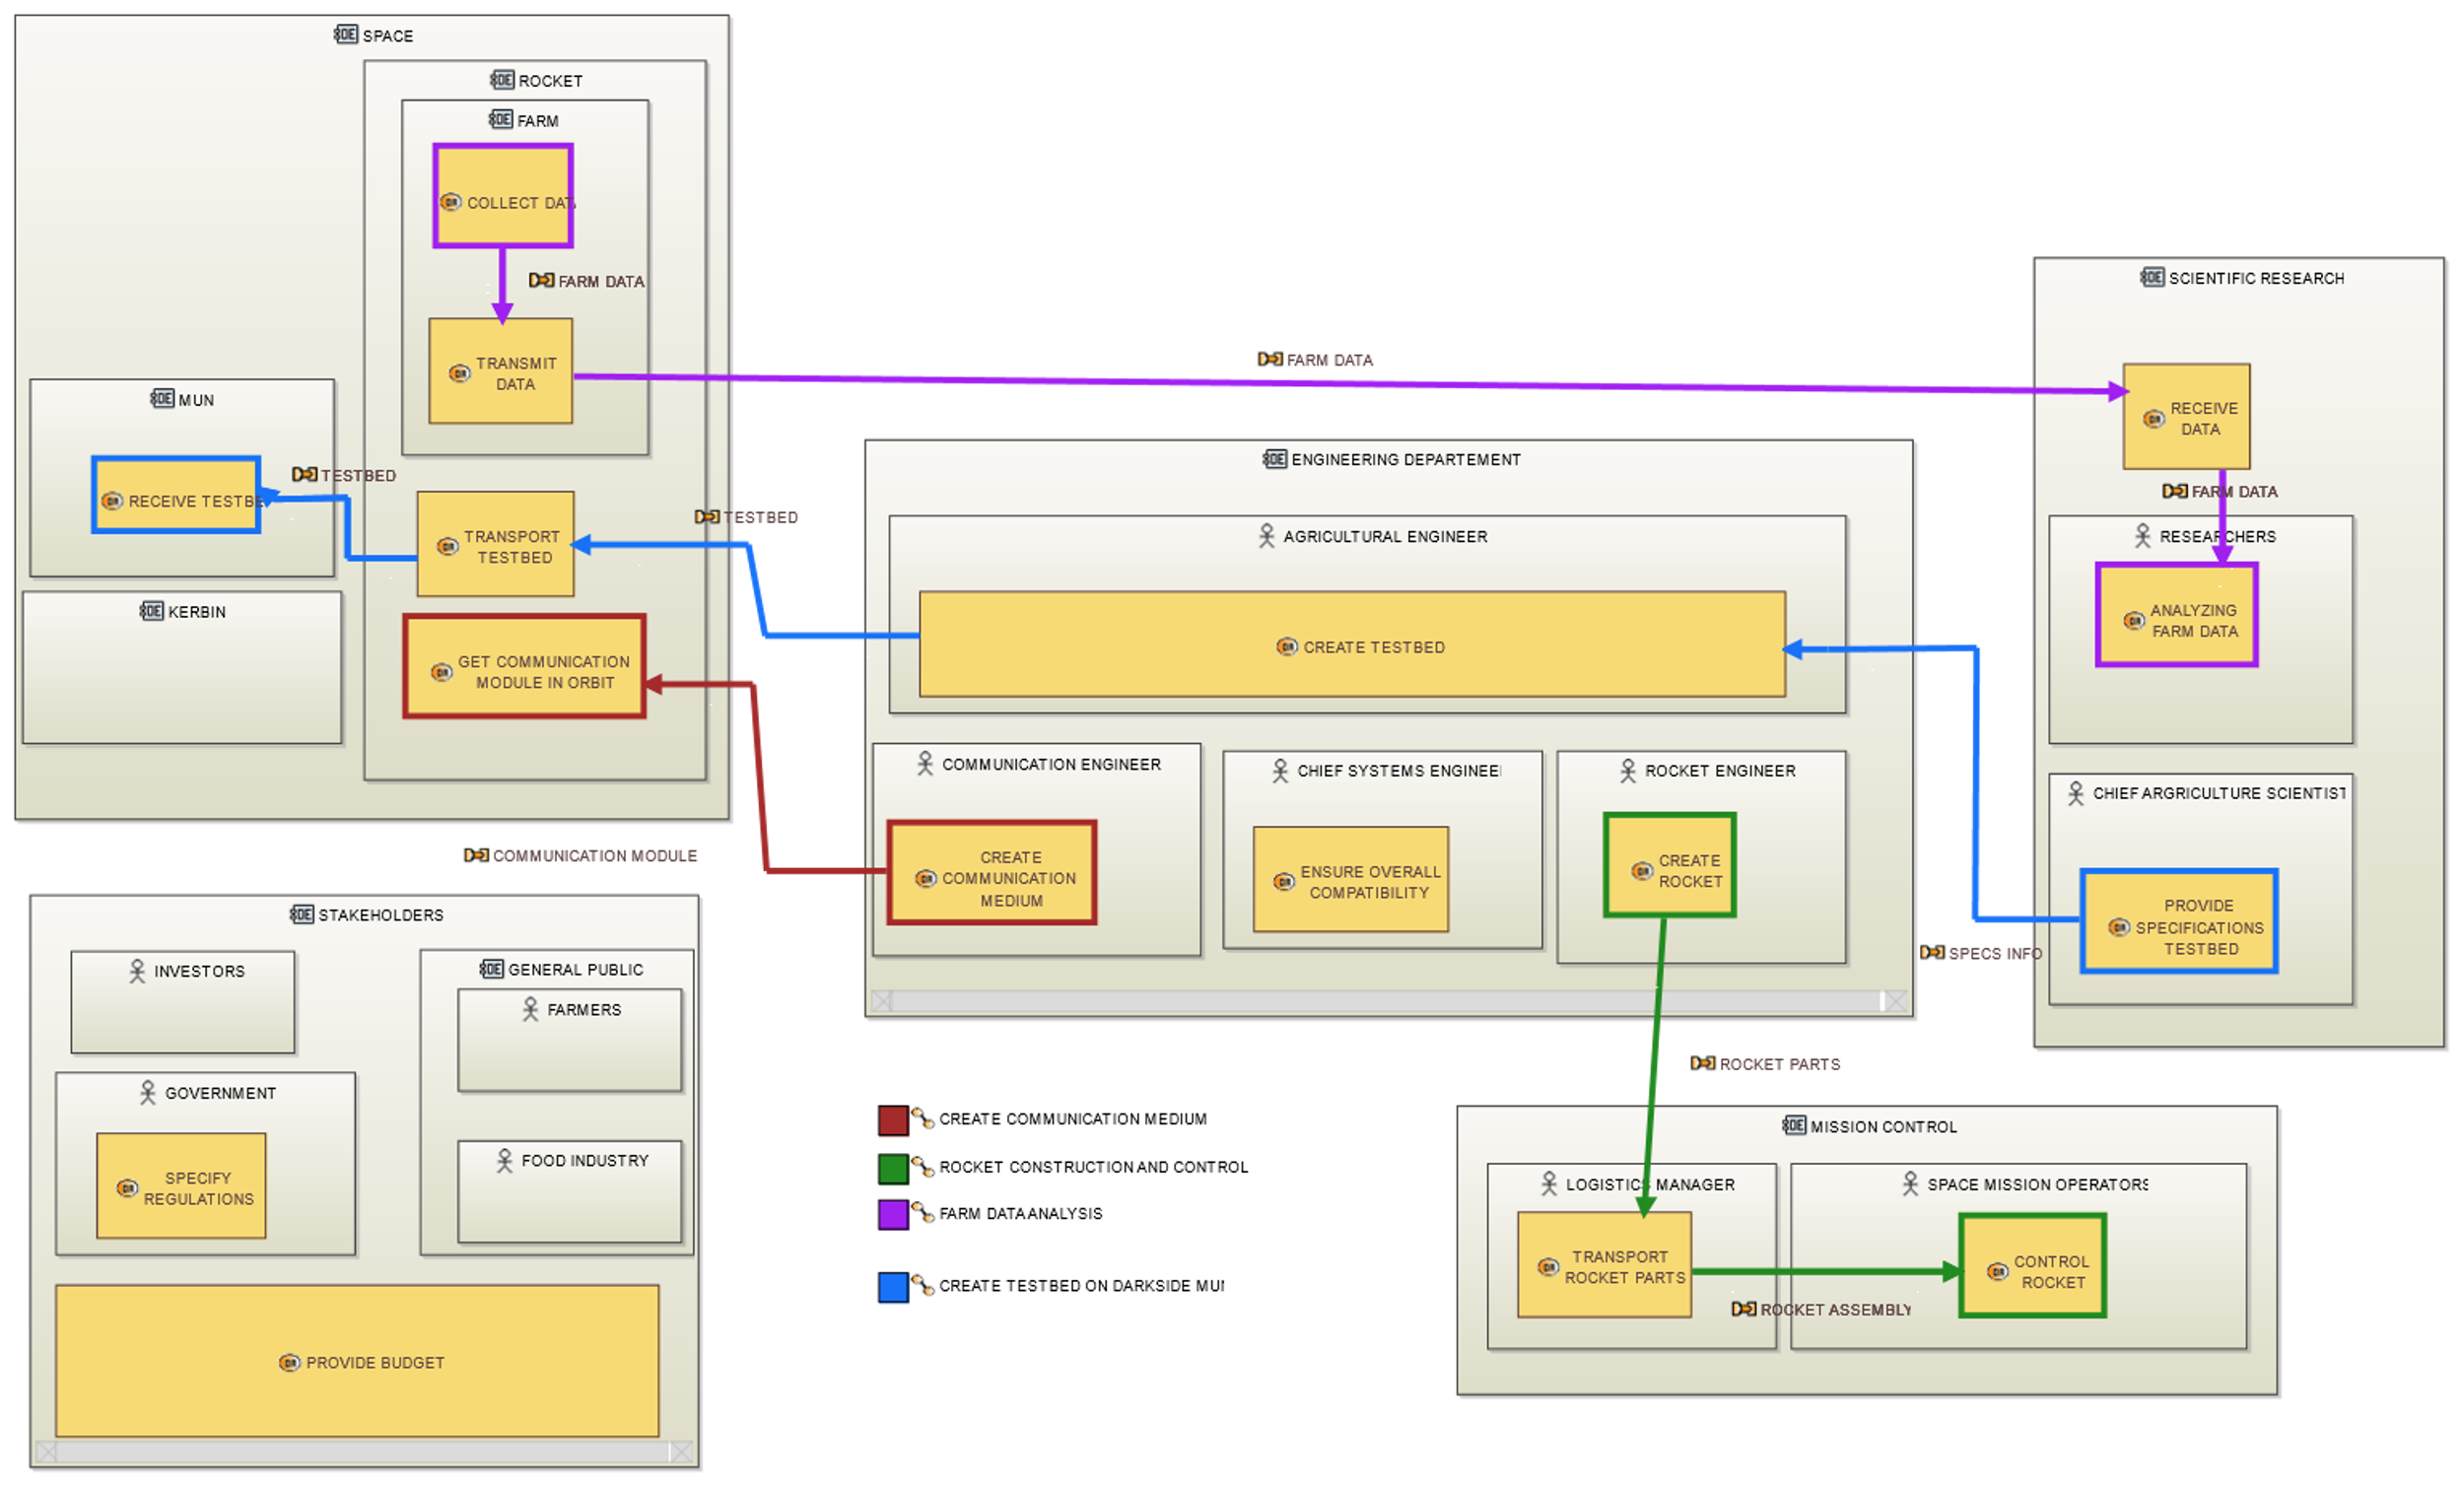 SPACE
ROCKET
FARM
COLLECT DAT
FARM DATA
TRANSMIT
DATA
FARM DATA
MUN
RECEIVE TESTBE
TESTBED
TRANSPORT
TESTBED
TESTBED
KERBIN
GET COMMUNICATION
MODULE IN ORBIT
COMMUNICATION MODULE
SCIENTIFIC RESEARCH
RECEIVE
DATA
FARM DATA
RESEARCHERS
ANALYZING
FARM DATA
CHIEF ARGRICULTURE SCIENTIST
PROVIDE
SPECIFICATIONS
TESTBED
SPECS INFO
ENGINEERING DEPARTEMENT
AGRICULTURAL ENGINEER
CREATE TESTBED
COMMUNICATION ENGINEER
CREATE
COMMUNICATION
MEDIUM
CHIEF SYSTEMS ENGINEE
ENSURE OVERALL
COMPATIBILITY
ROCKET ENGINEER
CREATE
ROCKET
ROCKET PARTS
STAKEHOLDERS
INVESTORS
GENERAL PUBLIC
FARMERS
GOVERNMENT
SPECIFY
REGULATIONS
FOOD INDUSTRY
PROVIDE BUDGET
CREATE COMMUNICATION MEDIUM
ROCKET CONSTRUCTION AND CONTROL
FARM DATA ANALYSIS
CREATE TESTBED ON DARKSIDE MUN
MISSION CONTROL
LOGISTICS MANAGER
TRANSPORT
ROCKET PARTS
ROCKET ASSEMBLY
SPACE MISSION OPERATORS
CONTROL
ROCKET